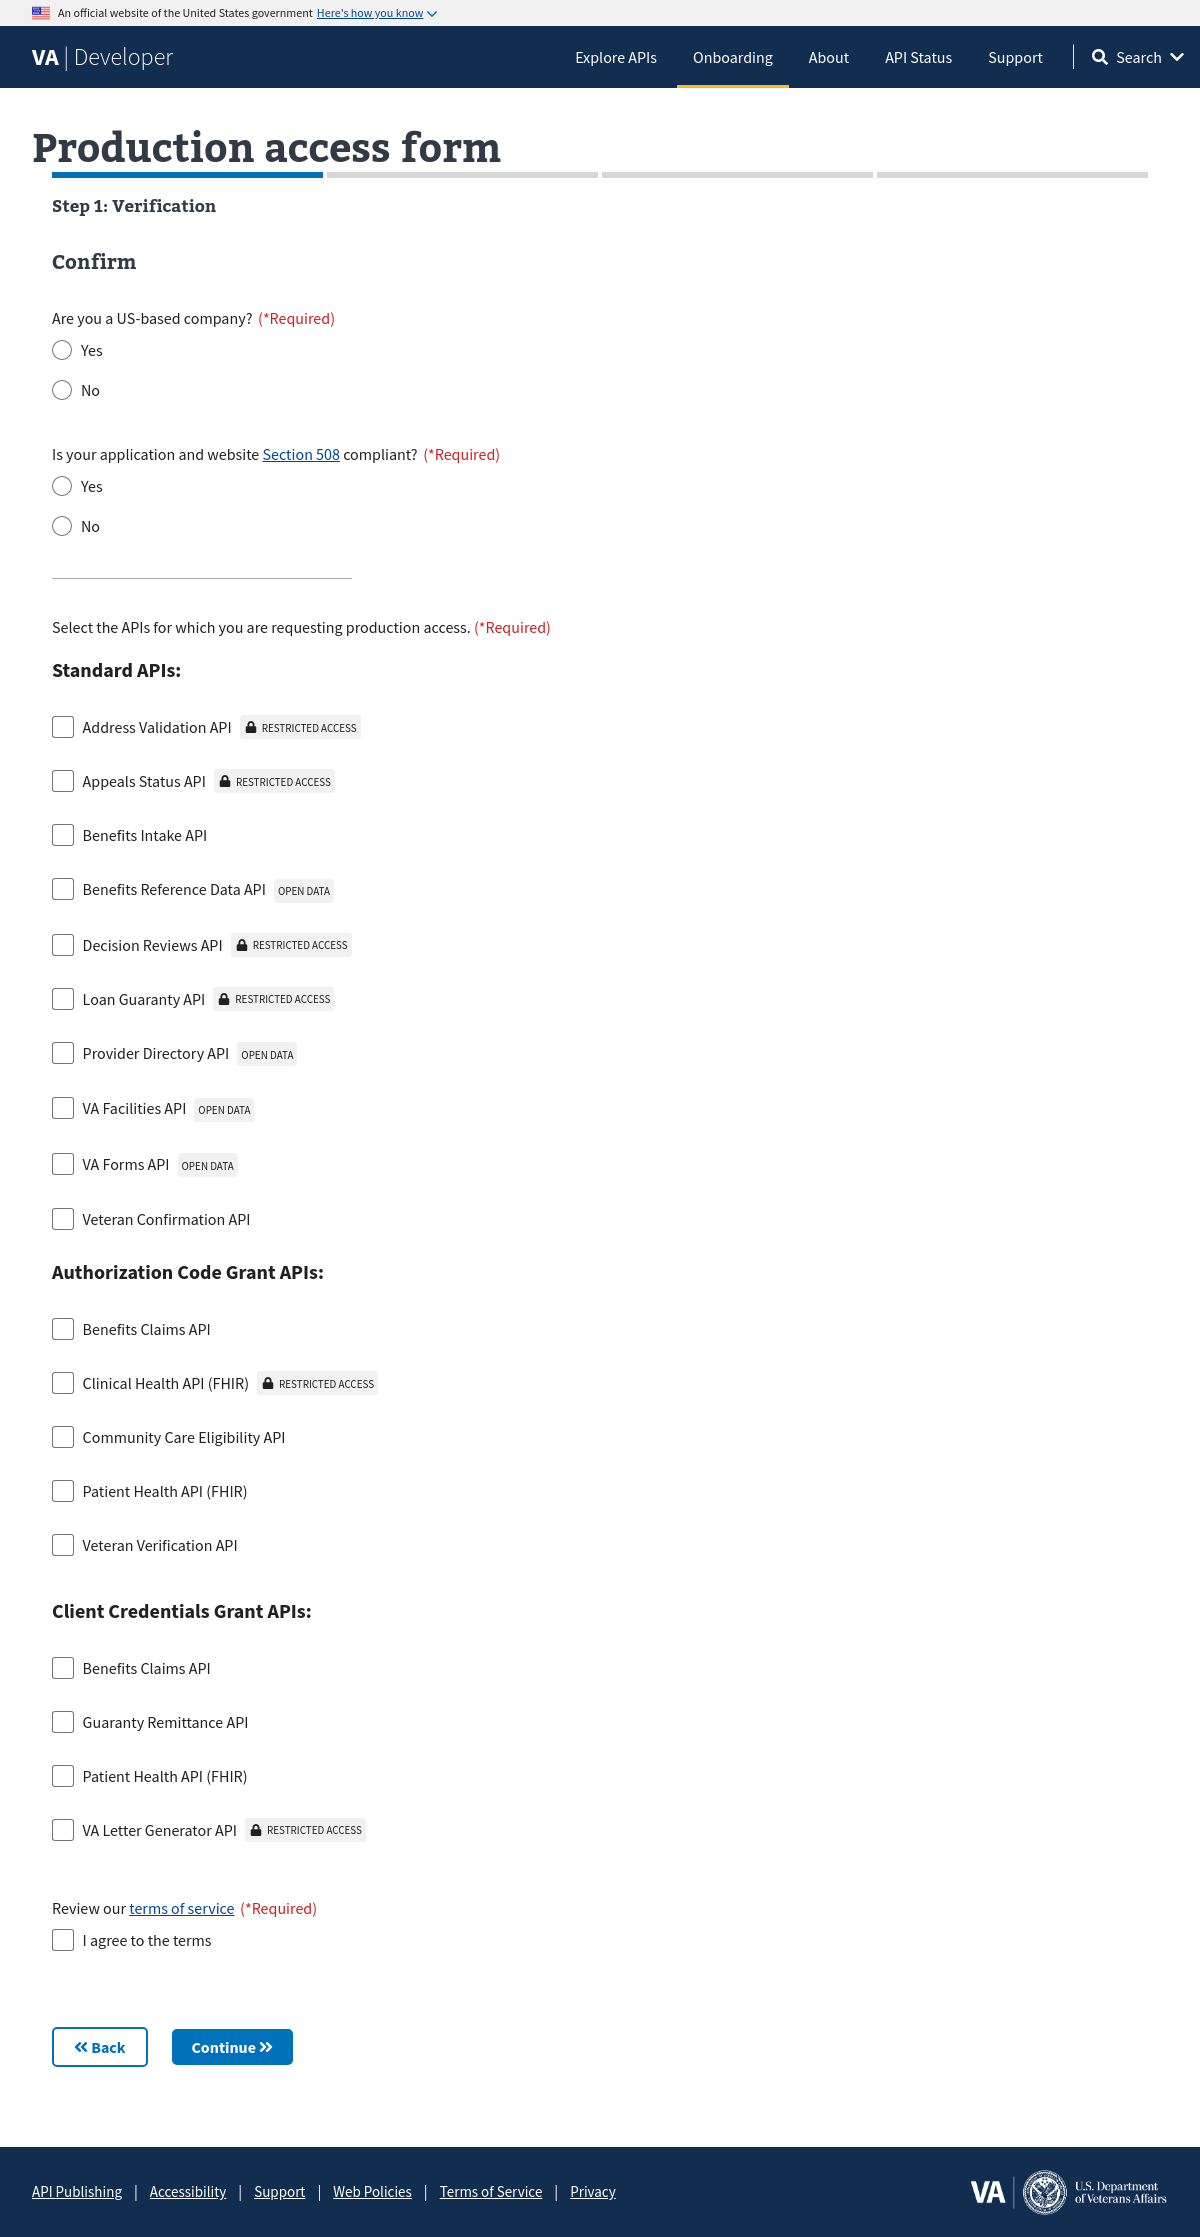 An official website of the United States government Here's how you know
VA | Developer
Explore APIs Onboarding About API Status Support Search
Production access form
Step 1: Verification
Confirm
Are you a US-based company? (*Required)
Yes
No
Is your application and website Section 508 compliant? (*Required)
Yes
No
Select the APIs for which you are requesting production access. (*Required)
Standard APIs:
Address Validation API RESTRICTED ACCESS
Appeals Status API RESTRICTED ACCESS
Benefits Intake API
Benefits Reference Data API OPEN DATA
Decision Reviews API RESTRICTED ACCESS
Loan Guaranty API RESTRICTED ACCESS
Provider Directory API OPEN DATA
VA Facilities API OPEN DATA
VA Forms API OPEN DATA
Veteran Confirmation API
Authorization Code Grant APIs:
Benefits Claims API
Clinical Health API (FHIR) RESTRICTED ACCESS
Community Care Eligibility API
Patient Health API (FHIR)
Veteran Verification API
Client Credentials Grant APIs:
Benefits Claims API
Guaranty Remittance API
Patient Health API (FHIR)
VA Letter Generator API RESTRICTED ACCESS
Review our terms of service (*Required)
I agree to the terms
Back Continue
API Publishing | Accessibility | Support | Web Policies | Terms of Service | Privacy
VA U.S. Department
of Veterans Affairs